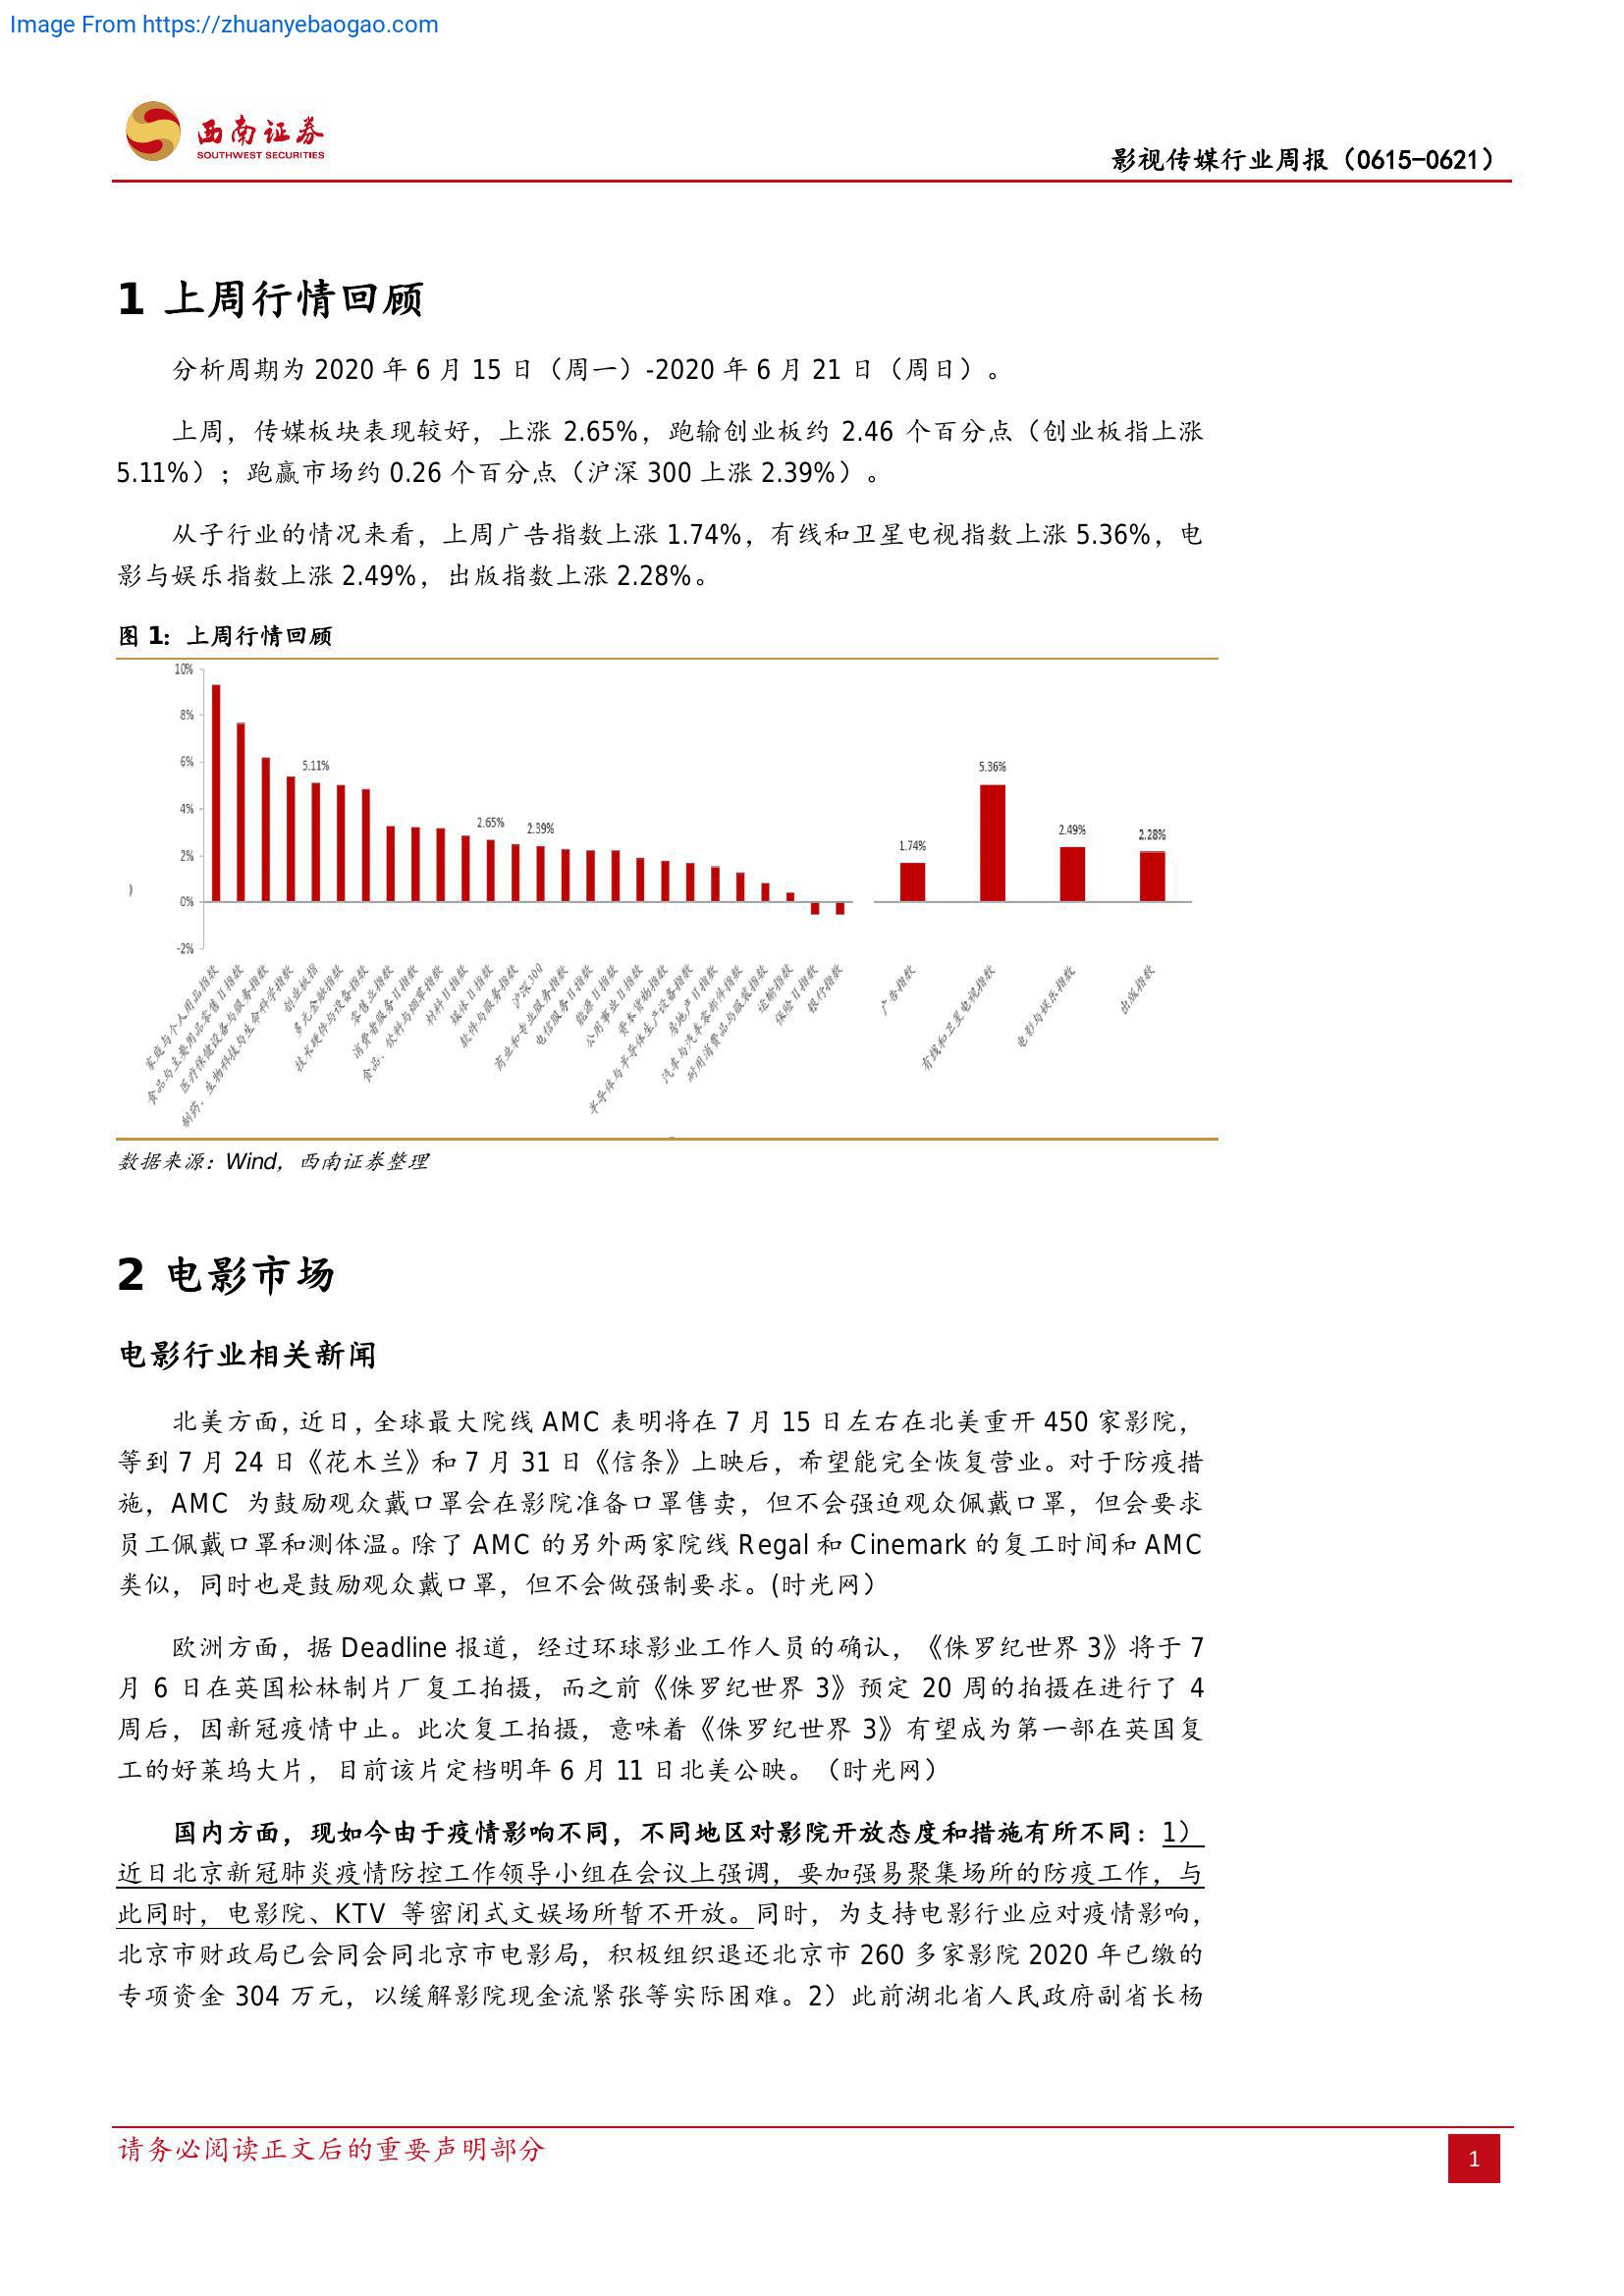 Image From https://zhuanyebaogao.com
西南证券
SOUTHWEST SECURITIES
影视传媒行业周报（0615-0621）
1 上周行情回顾
分析周期为 2020 年 6 月 15 日（周一）-2020 年 6 月 21 日（周日）。
上周，传媒板块表现较好，上涨 2.65%，跑输创业板约 2.46 个百分点（创业板指上涨
5.11%）；跑赢市场约 0.26 个百分点（沪深 300 上涨 2.39%）。
从子行业的情况来看，上周广告指数上涨 1.74%，有线和卫星电视指数上涨 5.36%，电
影与娱乐指数上涨 2.49%，出版指数上涨 2.28%。
图 1：上周行情回顾
10%
8%
6%
4%
2%
0%
-2%
5.11%
2.65%
2.39%
1.74%
5.36%
2.49%
2.28%
家庭与个人用品指数
食品与主要用品零售II指数
医疗保健设备与服务指数
制药、生物科技与生命科学指数
创业板指
多元金融指数
技术硬件与设备指数
零售业指数
消费者服务II指数
食品、饮料与烟草指数
材料II指数
媒体II指数
软件与服务指数
沪深300
商业和专业服务指数
电信服务II指数
能源II指数
公用事业II指数
资本货物指数
半导体与半导体生产设备指数
房地产II指数
汽车与汽车零部件指数
耐用消费品与服装指数
运输指数
保险II指数
银行指数
广告指数
有线和卫星电视指数
电影与娱乐指数
出版指数
数据来源：Wind，西南证券整理
2 电影市场
电影行业相关新闻
北美方面，近日，全球最大院线 AMC 表明将在 7 月 15 日左右在北美重开 450 家影院，
等到 7 月 24 日《花木兰》和 7 月 31 日《信条》上映后，希望能完全恢复营业。对于防疫措
施，AMC 为鼓励观众戴口罩会在影院准备口罩售卖，但不会强迫观众佩戴口罩，但会要求
员工佩戴口罩和测体温。除了 AMC 的另外两家院线 Regal 和 Cinemark 的复工时间和 AMC
类似，同时也是鼓励观众戴口罩，但不会做强制要求。(时光网）
欧洲方面，据 Deadline 报道，经过环球影业工作人员的确认，《侏罗纪世界 3》将于 7
月 6 日在英国松林制片厂复工拍摄，而之前《侏罗纪世界 3》预定 20 周的拍摄在进行了 4
周后，因新冠疫情中止。此次复工拍摄，意味着《侏罗纪世界 3》有望成为第一部在英国复
工的好莱坞大片，目前该片定档明年 6 月 11 日北美公映。（时光网）
国内方面，现如今由于疫情影响不同，不同地区对影院开放态度和措施有所不同：1）
近日北京新冠肺炎疫情防控工作领导小组在会议上强调，要加强易聚集场所的防疫工作，与
此同时，电影院、KTV 等密闭式文娱场所暂不开放。同时，为支持电影行业应对疫情影响，
北京市财政局已会同会同北京市电影局，积极组织退还北京市 260 多家影院 2020 年已缴的
专项资金 304 万元，以缓解影院现金流紧张等实际困难。2）此前湖北省人民政府副省长杨
请务必阅读正文后的重要声明部分
1